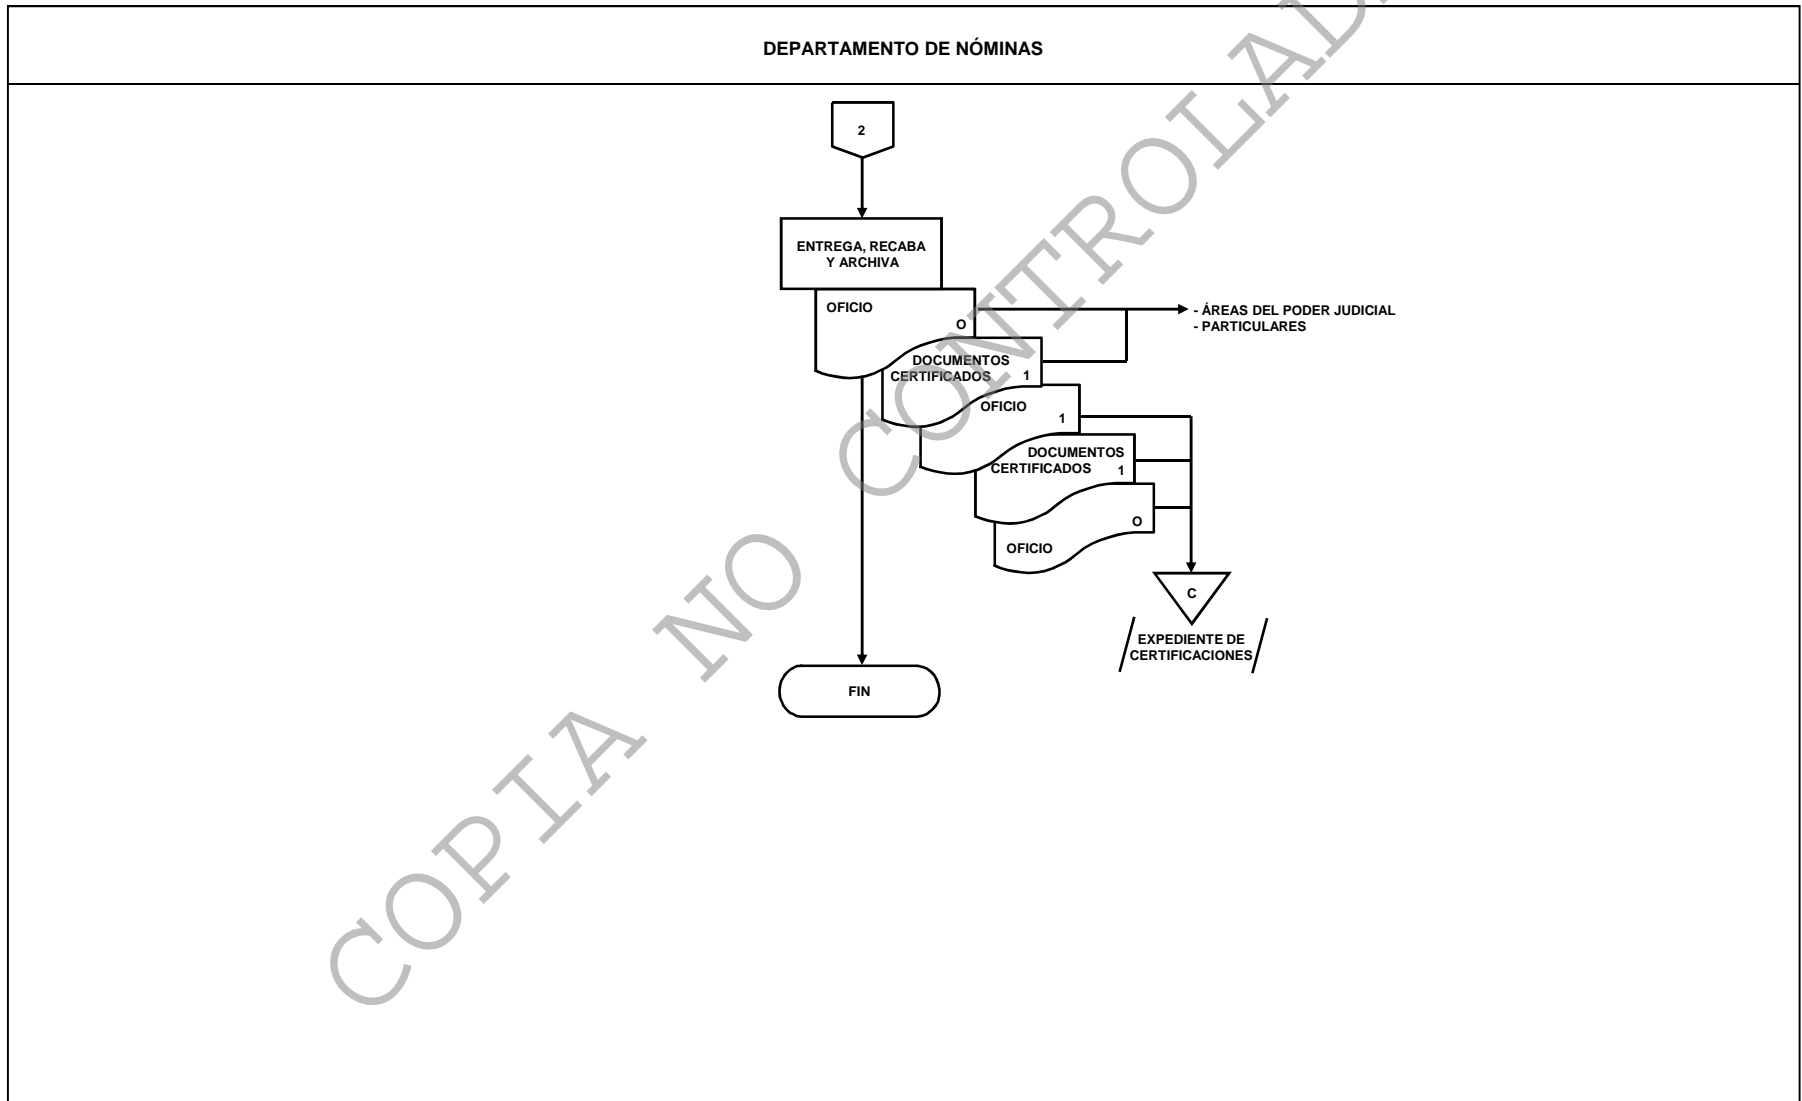 DEPARTAMENTO DE NÓMINAS
2
ENTREGA, RECABA
Y ARCHIVA
OFICIO
O
- ÁREAS DEL PODER JUDICIAL
- PARTICULARES
DOCUMENTOS
CERTIFICADOS 1
OFICIO
1
DOCUMENTOS
CERTIFICADOS 1
O
OFICIO
C
EXPEDIENTE DE
CERTIFICACIONES
FIN
COPIA NO CONTROLAD